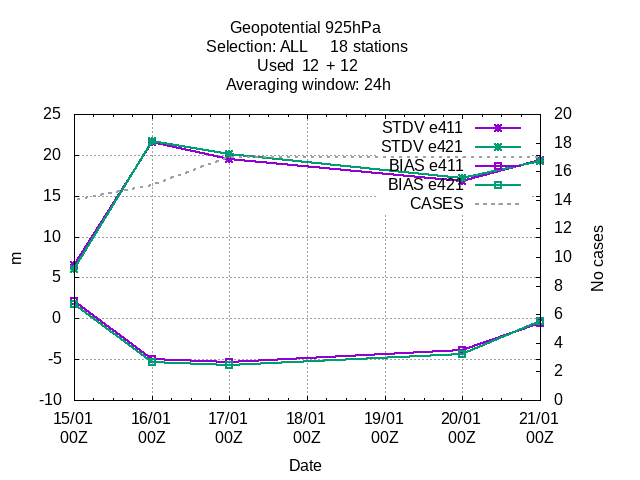 Geopotential 925hPa
Selection: ALL 18 stations
Used 12 + 12
Averaging window: 24h
25
20
15
10
5
0
-5
-10
m
20
18
16
14
12
10
8
6
4
2
0
No cases
STDV e411
STDV e421
BIAS e411
BIAS e421
CASES
15/01 16/01 17/01 18/01 19/01 20/01 21/01
00Z 00Z 00Z 00Z 00Z 00Z 00Z
Date